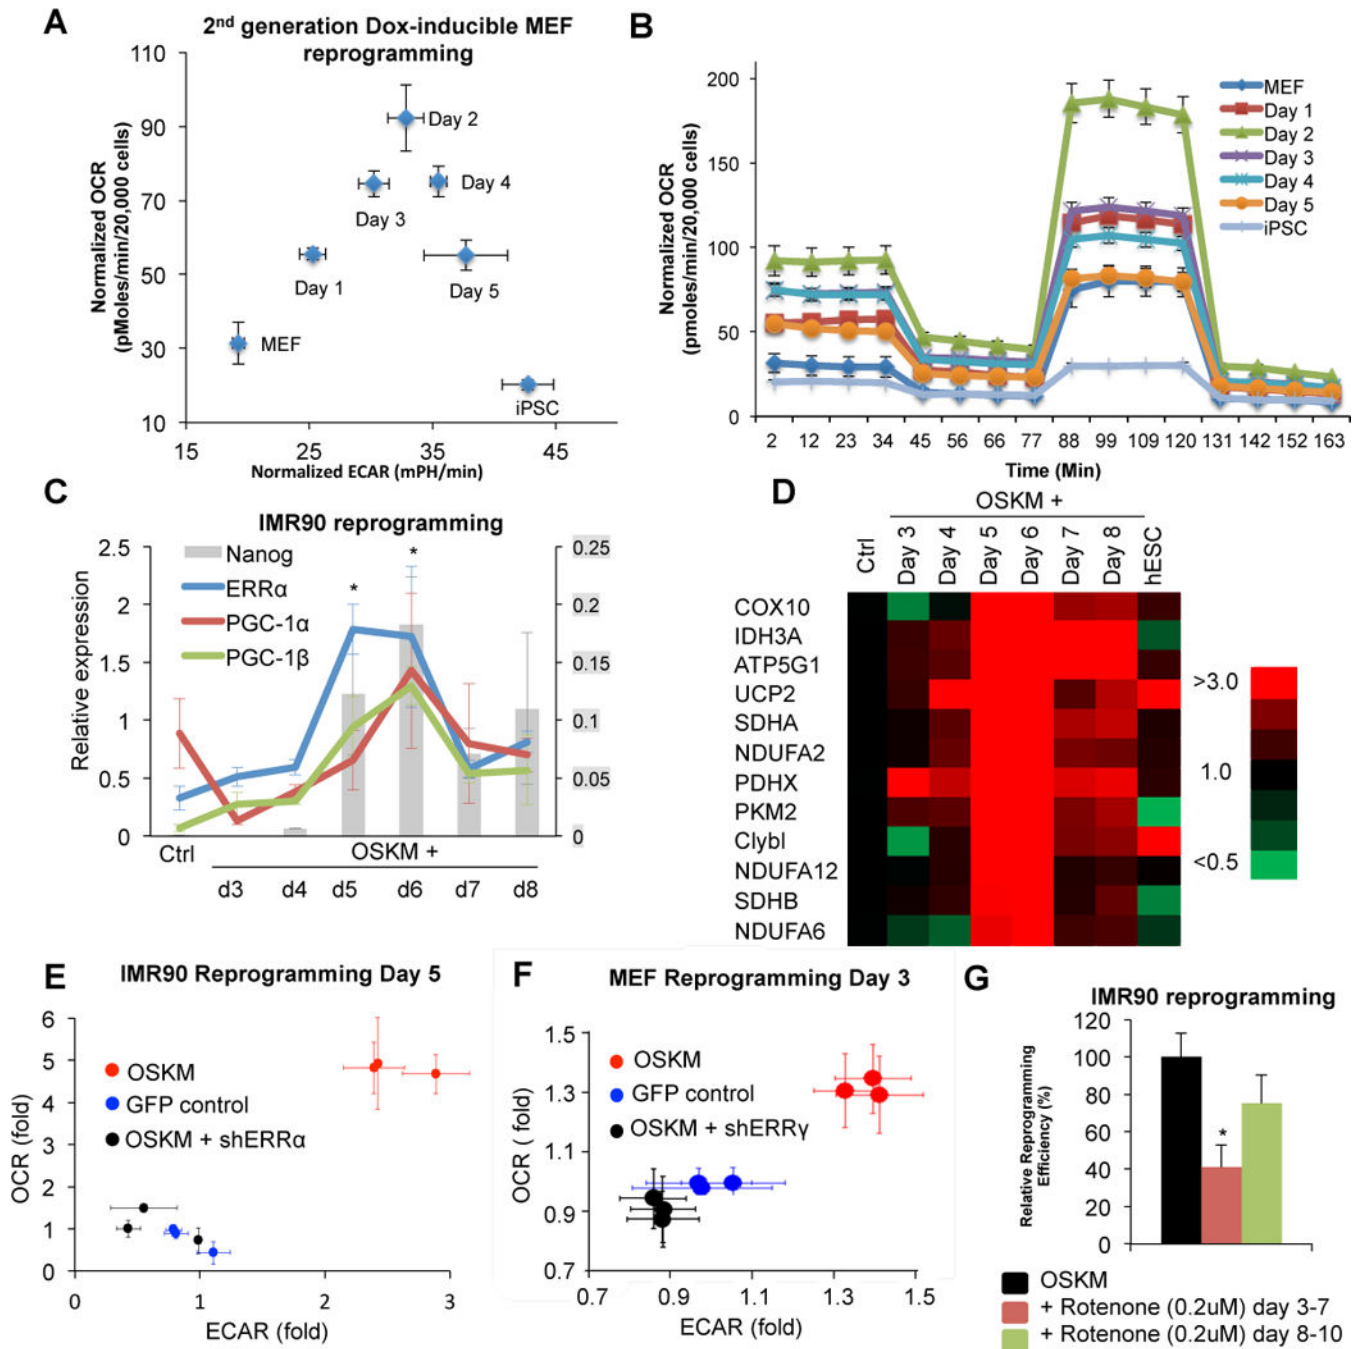 A
2nd generation Dox-inducible MEF
reprogramming
Normalized OCR
(pMoles/min/20,000 cells)
110
90
70
50
30
10
Day 2
Day 4
Day 3
Day 1
Day 5
MEF
iPSC
15
25
35
45
Normalized ECAR (mPH/min)
B
Normalized OCR
(pmoles/min/20,000 cells)
200
150
100
50
0
MEF
Day 1
Day 2
Day 3
Day 4
Day 5
iPSC
2 12 23 34 45 56 66 77 88 99 109 120 131 142 152 163
Time (Min)
C
IMR90 reprogramming
Relative expression
2.5
2
1.5
1
0.5
0
Nanog
ERRα
PGC-1α
PGC-1β
*
*
0.25
0.2
0.15
0.1
0.05
0
Ctrl
OSKM +
d3 d4 d5 d6 d7 d8
D
OSKM +
Ctrl
Day 3
Day 4
Day 5
Day 6
Day 7
Day 8
hESC
COX10
IDH3A
ATP5G1
UCP2
SDHA
NDUFA2
PDHX
PKM2
Clybl
NDUFA12
SDHB
NDUFA6
>3.0
1.0
<0.5
E
IMR90 Reprogramming Day 5
OCR (fold)
6
5
4
3
2
1
0
OSKM
GFP control
OSKM + shERRα
0 1 2 3
ECAR (fold)
F
MEF Reprogramming Day 3
OCR ( fold)
1.5
1.3
1.1
0.9
0.7
OSKM
GFP control
OSKM + shERRγ
0.7 0.9 1.1 1.3 1.5
ECAR (fold)
G
IMR90 reprogramming
Relative Reprogramming
Efficiency (%)
120
100
80
60
40
20
0
*
OSKM
+ Rotenone (0.2uM) day 3-7
+ Rotenone (0.2uM) day 8-10